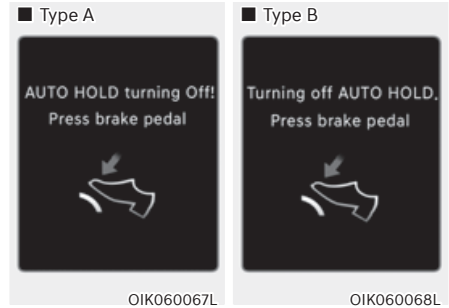 ■ Type A
AUTO HOLD turning Off!
Press brake pedal
OIK060067L
■ Type B
Turning off AUTO HOLD.
Press brake pedal
OIK060068L